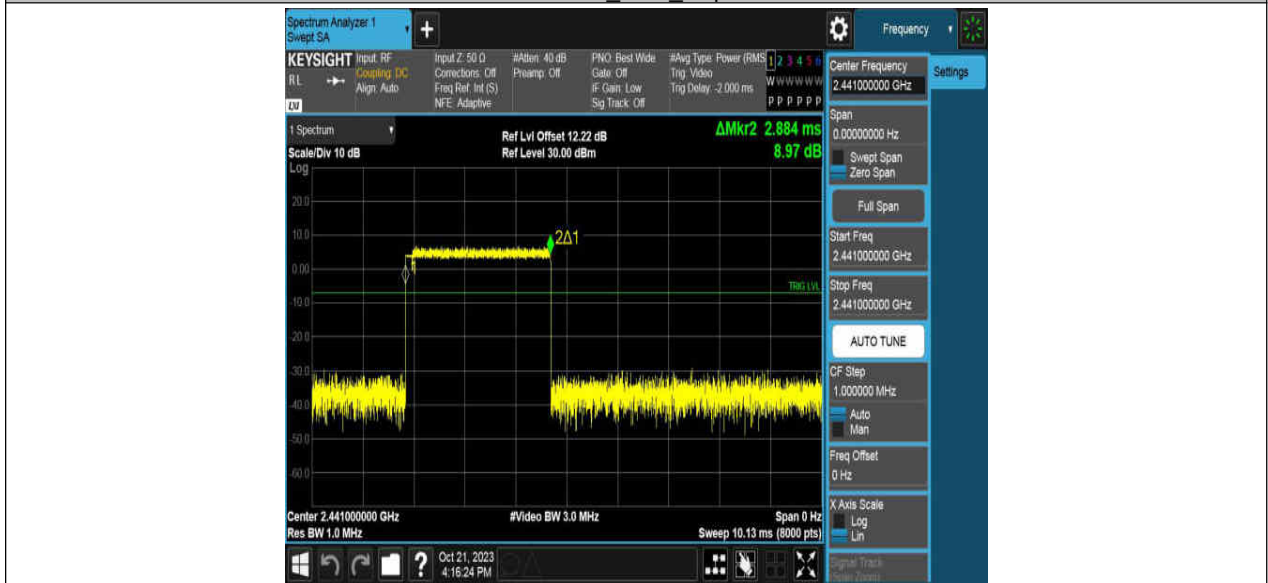 Spectrum Analyzer 1
Swept SA
+
Frequency
KEYSIGHT
RL
LXI
Input: RF
Coupling: DC
Align: Auto
Input Z: 50 Ω
Corrections: Off
Freq Ref: Int (S)
NFE: Adaptive
#Atten: 40 dB
Preamp: Off
PNO: Best Wide
Gate: Off
IF Gain: Low
Sig Track: Off
#Avg Type: Power (RMS
Trig: Video
Trig Delay: -2.000 ms
1 2 3 4 5 6
W W W W W W
P P P P P P
1 Spectrum
Scale/Div 10 dB
Ref Lvl Offset 12.22 dB
Ref Level 30.00 dBm
ΔMkr2 2.884 ms
8.97 dB
Log
20.0
10.0
0.00
-10.0
-20.0
-30.0
-40.0
-50.0
-60.0
2Δ1
TRIG LVL
Center 2.441000000 GHz
Res BW 1.0 MHz
#Video BW 3.0 MHz
Span 0 Hz
Sweep 10.13 ms (8000 pts)
?
Oct 21, 2023
4:16:24 PM
Center Frequency
2.441000000 GHz
Settings
Span
0.00000000 Hz
Swept Span
Zero Span
Full Span
Start Freq
2.441000000 GHz
Stop Freq
2.441000000 GHz
AUTO TUNE
CF Step
1.000000 MHz
Auto
Man
Freq Offset
0 Hz
X Axis Scale
Log
Lin
Signal Track
(Span Zoom)